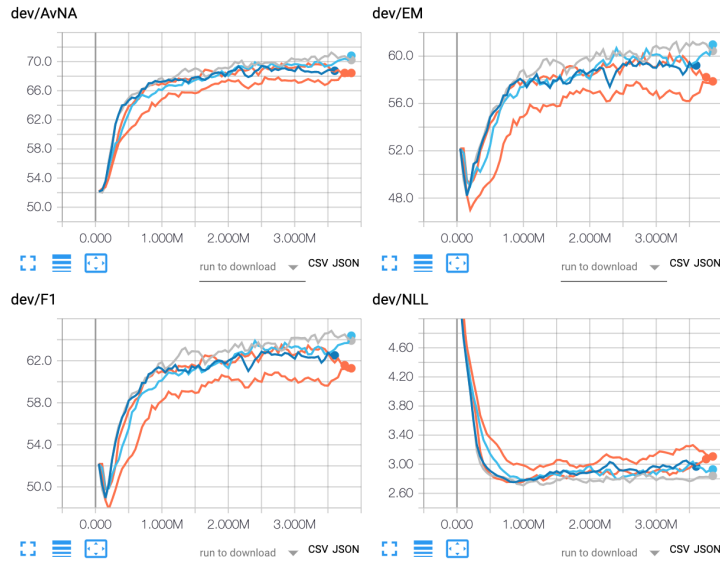 dev/AvNA
70.0
66.0
62.0
58.0
54.0
50.0
0.000 1.000M 2.000M 3.000M
run to download CSV JSON
dev/EM
60.0
56.0
52.0
48.0
0.000 1.000M 2.000M 3.000M
run to download CSV JSON
dev/F1
62.0
58.0
54.0
50.0
0.000 1.000M 2.000M 3.000M
run to download CSV JSON
dev/NLL
4.60
4.20
3.80
3.40
3.00
2.60
0.000 1.000M 2.000M 3.000M
run to download CSV JSON